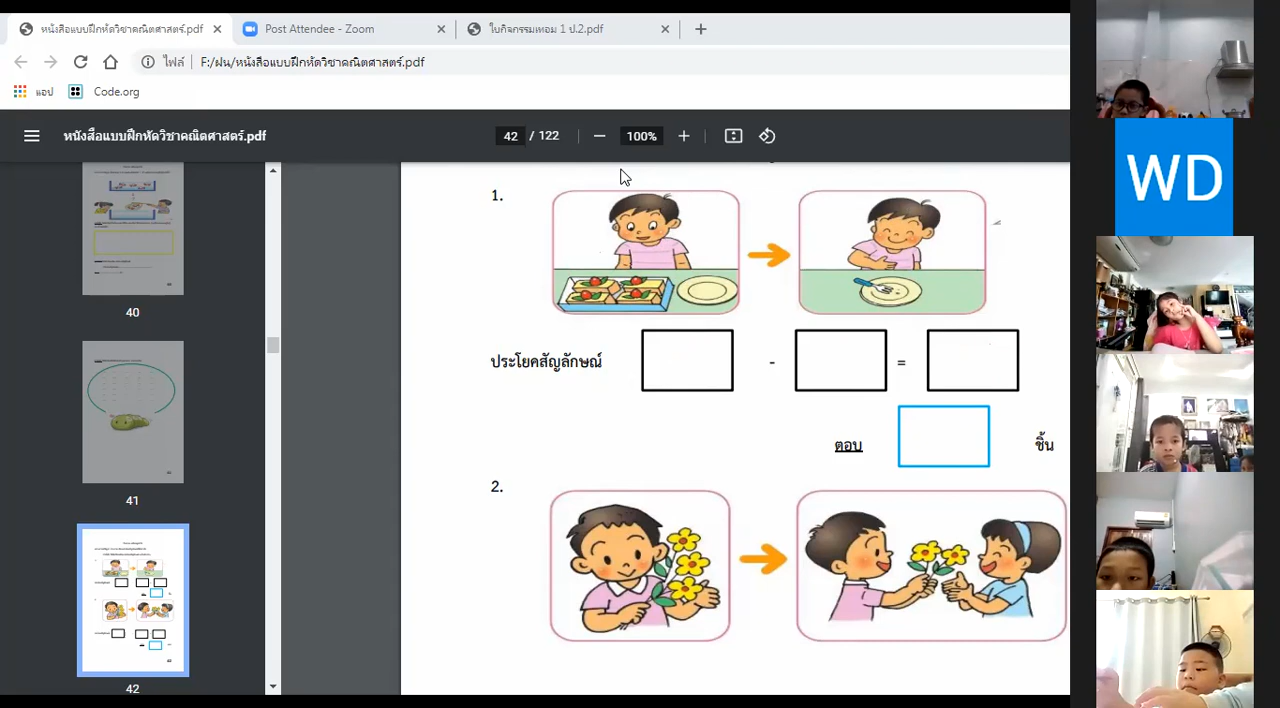 หนังสือแบบฝึกหัดวิชาคณิตศาสตร์.pdf
Post Attendee - Zoom
ใบกิจกรรมเทอม 1 ป.2.pdf
ไฟล์ F:/ฝน/หนังสือแบบฝึกหัดวิชาคณิตศาสตร์.pdf
แอป Code.org
หนังสือแบบฝึกหัดวิชาคณิตศาสตร์.pdf 42 / 122 100%
40
41
42
1.
ประโยคสัญลักษณ์ - =
ตอบ ชิ้น
2.
WD